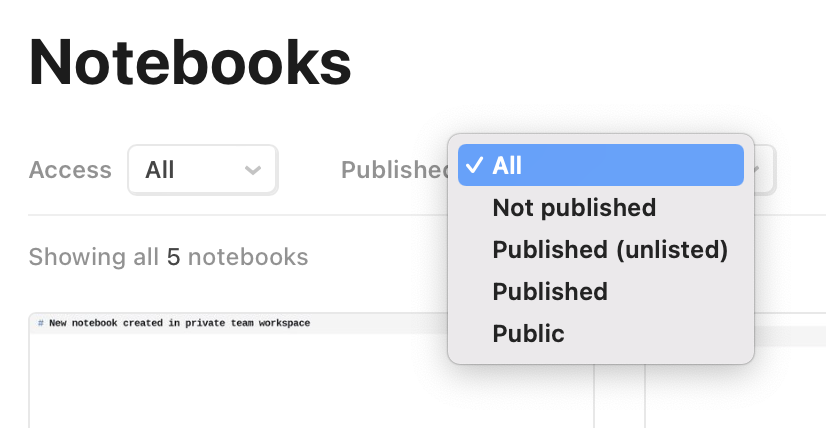 Notebooks
Access All Published
All
Not published
Published (unlisted)
Published
Public
Showing all 5 notebooks
# New notebook created in private team workspace